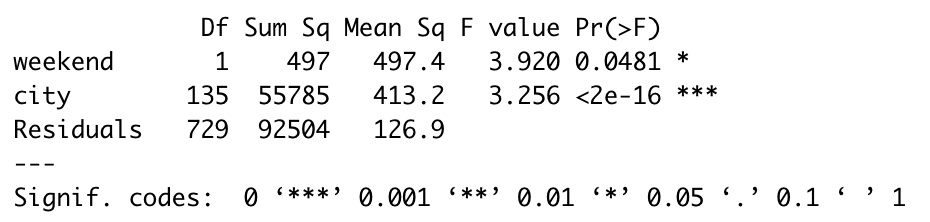 Df Sum Sq Mean Sq F value Pr(>F)
weekend       1    497   497.4   3.920 0.0481 *
city        135  55785   413.2   3.256 <2e-16 ***
Residuals   729  92504   126.9
---
Signif. codes:  0 ‘***’ 0.001 ‘**’ 0.01 ‘*’ 0.05 ‘.’ 0.1 ‘ ’ 1